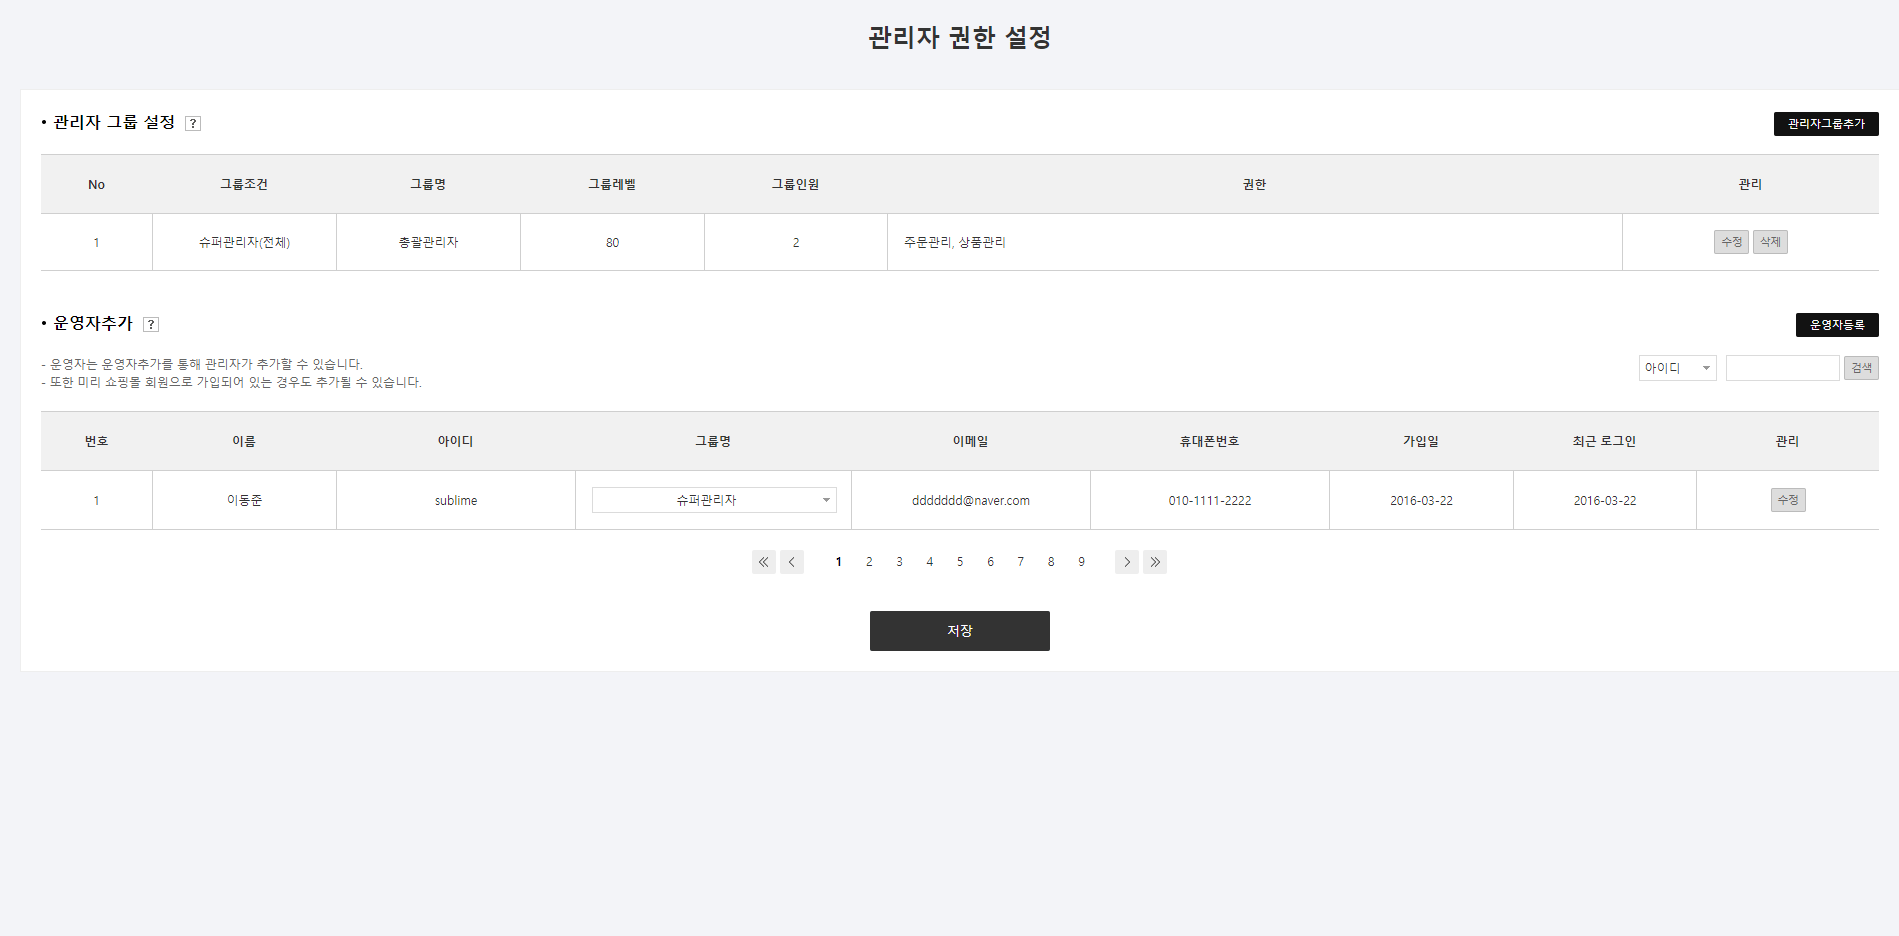 관리자 권한 설정
• 관리자 그룹 설정 ?
관리자그룹추가
No 그룹조건 그룹명 그룹레벨 그룹인원 권한 관리
1 슈퍼관리자(전체) 총괄관리자 80 2 주문관리, 상품관리 수정 삭제
• 운영자추가 ?
운영자등록
- 운영자는 운영자추가를 통해 관리자가 추가할 수 있습니다.
- 또한 미리 쇼핑몰 회원으로 가입되어 있는 경우도 추가될 수 있습니다.
아이디 검색
번호 이름 아이디 그룹명 이메일 휴대폰번호 가입일 최근 로그인 관리
1 이동준 sublime 슈퍼관리자 ddddddd@naver.com 010-1111-2222 2016-03-22 2016-03-22 수정
1 2 3 4 5 6 7 8 9
저장